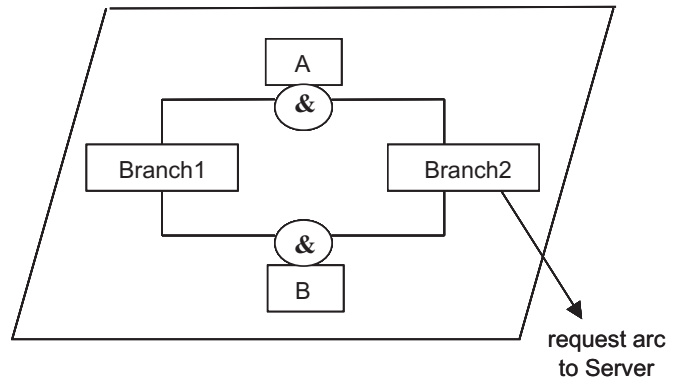 A
&
Branch1
Branch2
&
B
request arc
to Server